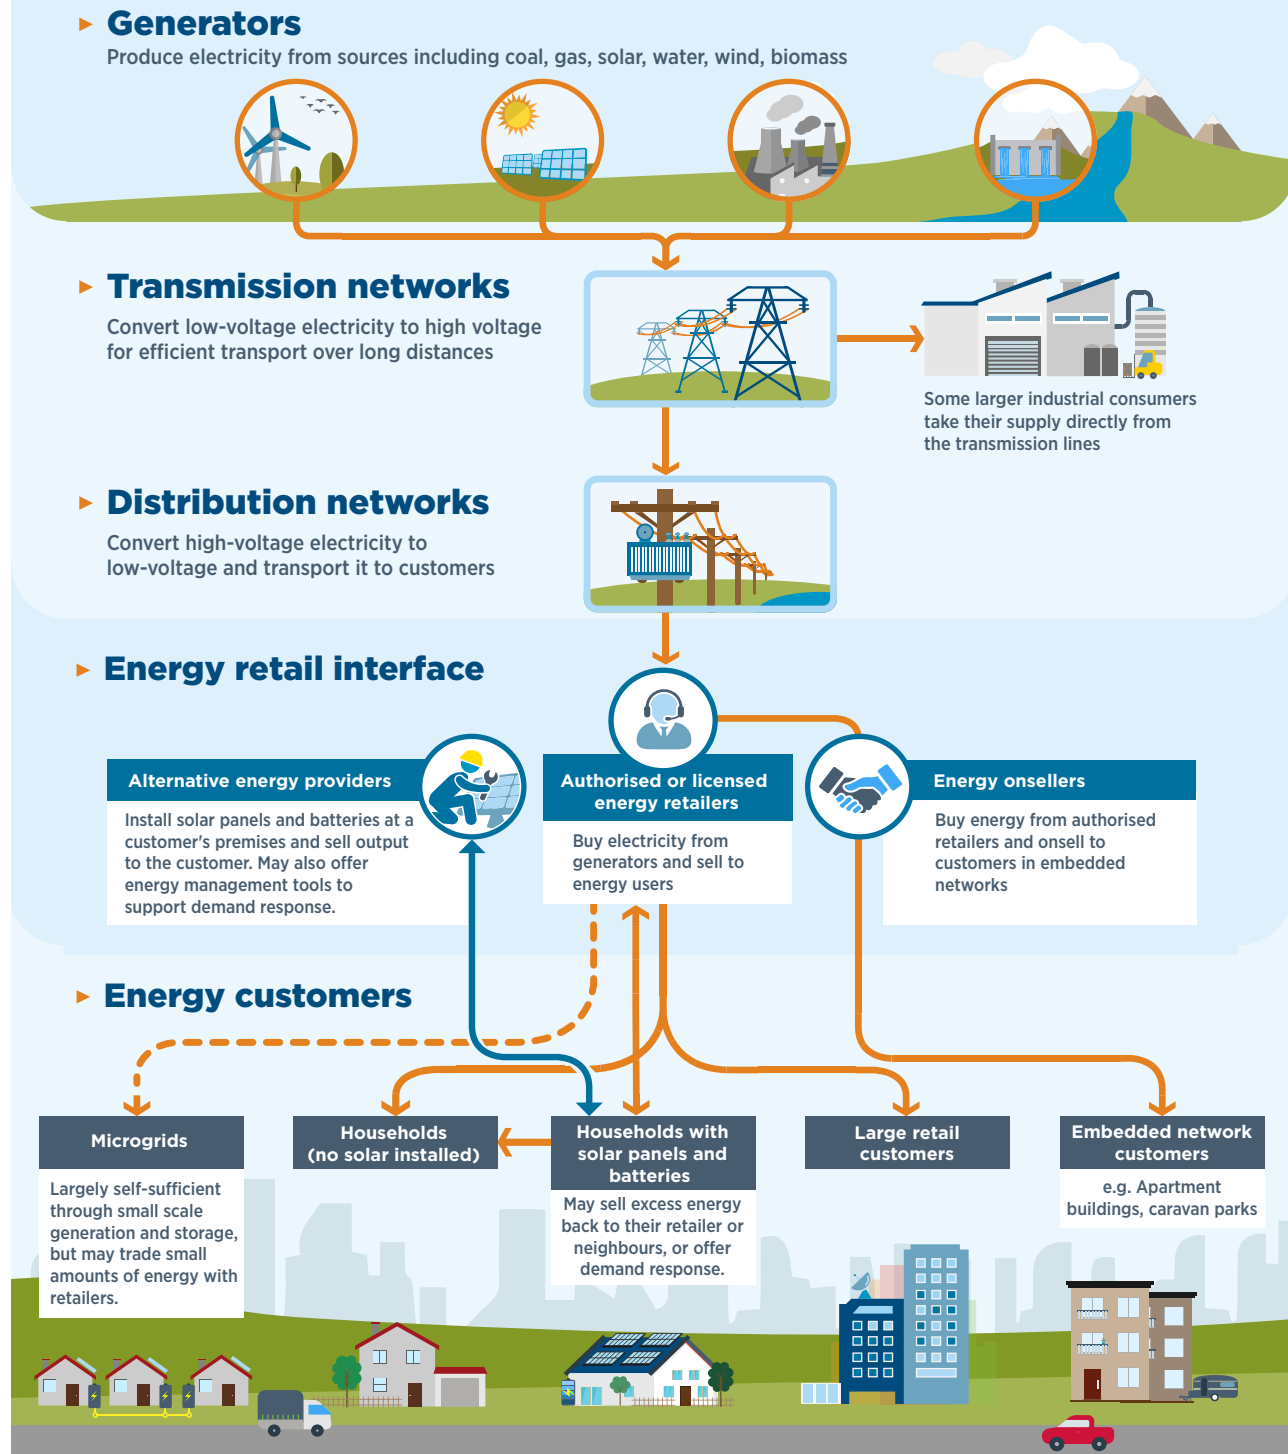 Generators
Produce electricity from sources including coal, gas, solar, water, wind, biomass
Transmission networks
Convert low-voltage electricity to high voltage
for efficient transport over long distances
Some larger industrial consumers
take their supply directly from
the transmission lines
Distribution networks
Convert high-voltage electricity to
low-voltage and transport it to customers
Energy retail interface
Alternative energy providers
Install solar panels and batteries at a
customer's premises and sell output
to the customer. May also offer
energy management tools to
support demand response.
Authorised or licensed
energy retailers
Buy electricity from
generators and sell to
energy users
Energy onsellers
Buy energy from authorised
retailers and onsell to
customers in embedded
networks
Energy customers
Microgrids
Largely self-sufficient
through small scale
generation and storage,
but may trade small
amounts of energy with
retailers.
Households
(no solar installed)
Households with
solar panels and
batteries
May sell excess energy
back to their retailer or
neighbours, or offer
demand response.
Large retail
customers
Embedded network
customers
e.g. Apartment
buildings, caravan parks